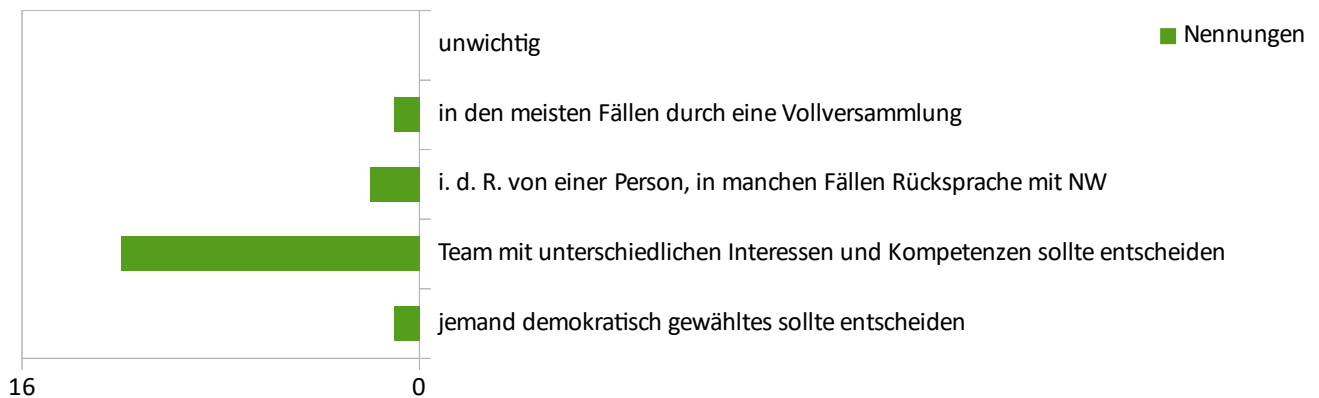 unwichtig
Nennungen
in den meisten Fällen durch eine Vollversammlung
i. d. R. von einer Person, in manchen Fällen Rücksprache mit NW
Team mit unterschiedlichen Interessen und Kompetenzen sollte entscheiden
jemand demokratisch gewähltes sollte entscheiden
16 0